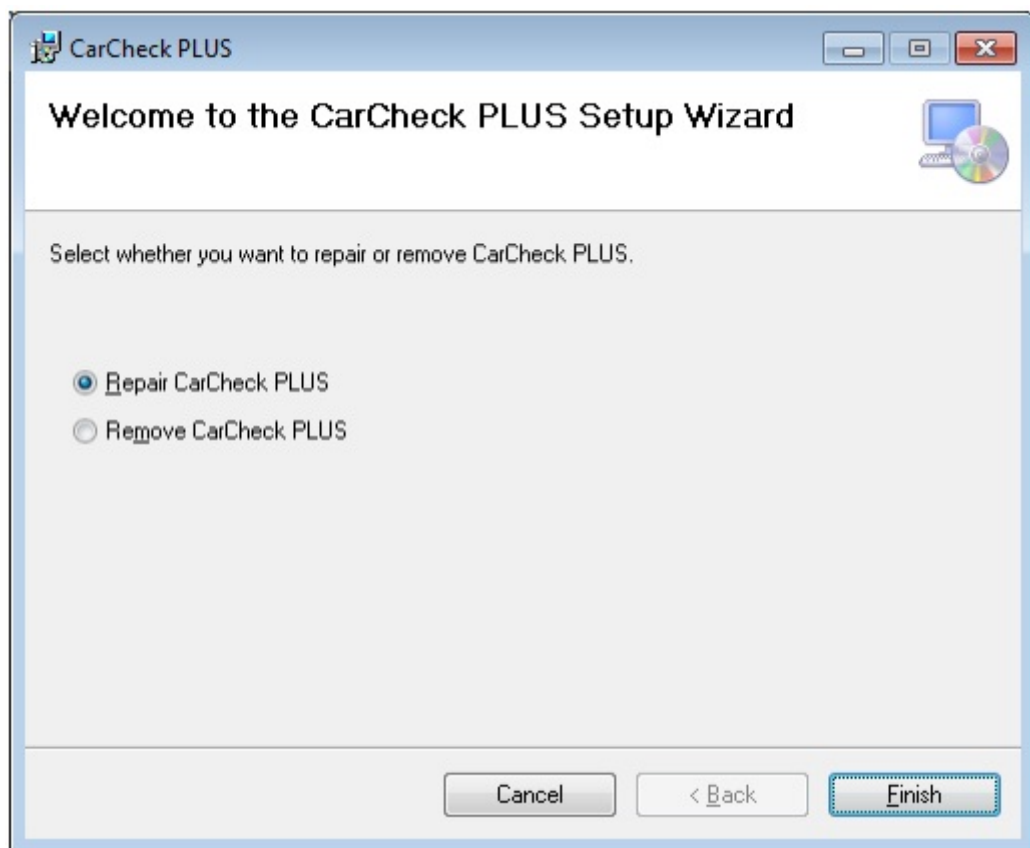 CarCheck PLUS
Welcome to the CarCheck PLUS Setup Wizard
Select whether you want to repair or remove CarCheck PLUS.
Repair CarCheck PLUS
Remove CarCheck PLUS
Cancel
< Back
Finish